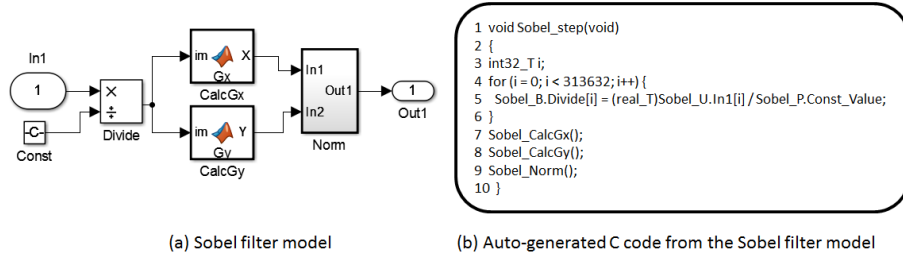 In1
1
-C-
Const
×
÷
Divide
im
X
Gx
CalcGx
im
Y
Gy
CalcGy
In1
In2
Out1
Norm
1
Out1
(a) Sobel filter model
1 void Sobel_step(void)
2 {
3 int32_T i;
4 for (i = 0; i < 313632; i++) {
5 Sobel_B.Divide[i] = (real_T)Sobel_U.In1[i] / Sobel_P.Const_Value;
6 }
7 Sobel_CalcGx();
8 Sobel_CalcGy();
9 Sobel_Norm();
10 }
(b) Auto-generated C code from the Sobel filter model